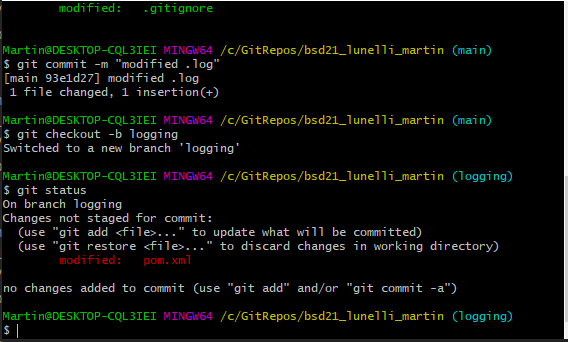 modified:   .gitignore
Martin@DESKTOP-CQL3IEI MINGW64 /c/GitRepos/bsd21_lunelli_martin (main)
$ git commit -m "modified .log"
[main 93e1d27] modified .log
 1 file changed, 1 insertion(+)
Martin@DESKTOP-CQL3IEI MINGW64 /c/GitRepos/bsd21_lunelli_martin (main)
$ git checkout -b logging
Switched to a new branch 'logging'
Martin@DESKTOP-CQL3IEI MINGW64 /c/GitRepos/bsd21_lunelli_martin (logging)
$ git status
On branch logging
Changes not staged for commit:
  (use "git add <file>..." to update what will be committed)
  (use "git restore <file>..." to discard changes in working directory)
        modified:   pom.xml
no changes added to commit (use "git add" and/or "git commit -a")
Martin@DESKTOP-CQL3IEI MINGW64 /c/GitRepos/bsd21_lunelli_martin (logging)
$